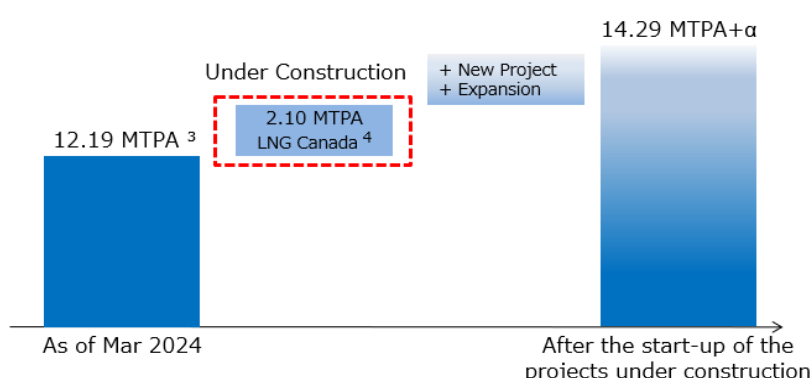 14.29 MTPA+α
Under Construction
+ New Project
+ Expansion
2.10 MTPA
LNG Canada 4
12.19 MTPA 3
As of Mar 2024
After the start-up of the
projects under construction